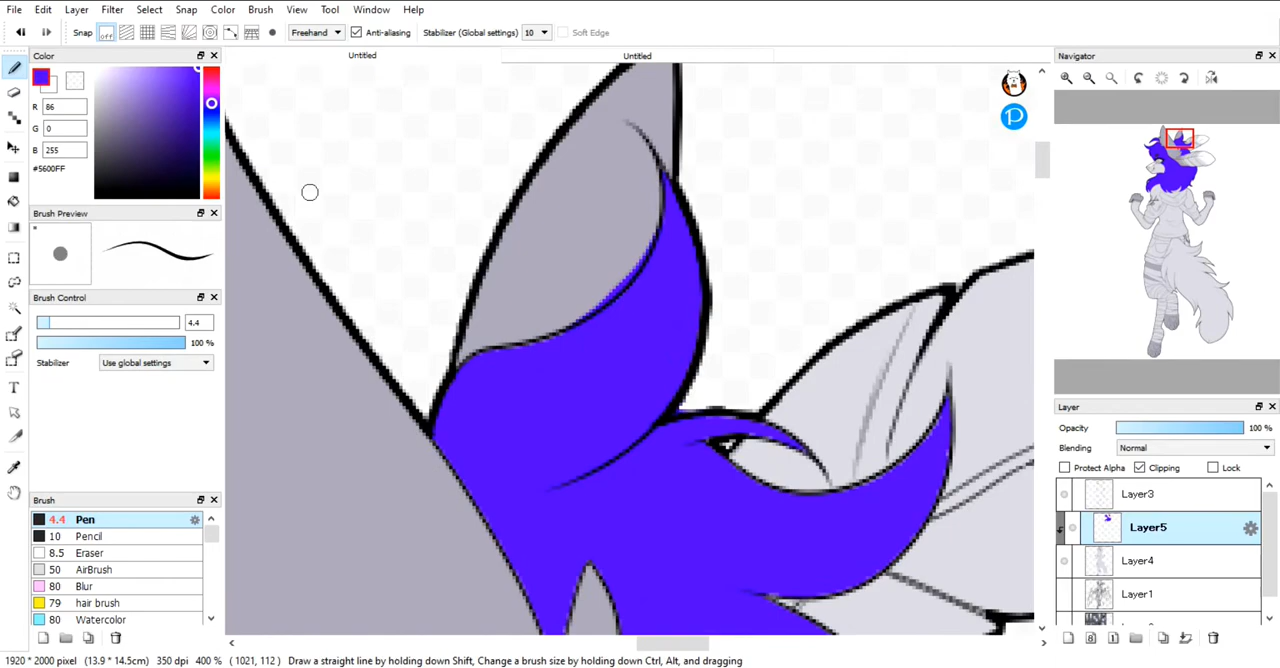 File Edit Layer Filter Select Snap Color Brush View Tool Window Help
Snap off Freehand Anti-aliasing Stabilizer (Global settings) 10 Soft Edge
Color
Untitled
Untitled
Navigator
R 86
G 0
B 255
#5600FF
Brush Preview
Brush Control
4.4
100 %
Stabilizer Use global settings
Brush
4.4 Pen
10 Pencil
8.5 Eraser
50 AirBrush
80 Blur
79 hair brush
80 Watercolor
P
Layer
Opacity 100 %
Blending Normal
Protect Alpha Clipping Lock
Layer3
Layer5
Layer4
Layer1
1920 * 2000 pixel (13.9 * 14.5cm) 350 dpi 400 % ( 1021, 112 ) Draw a straight line by holding down Shift, Change a brush size by holding down Ctrl, Alt, and dragging